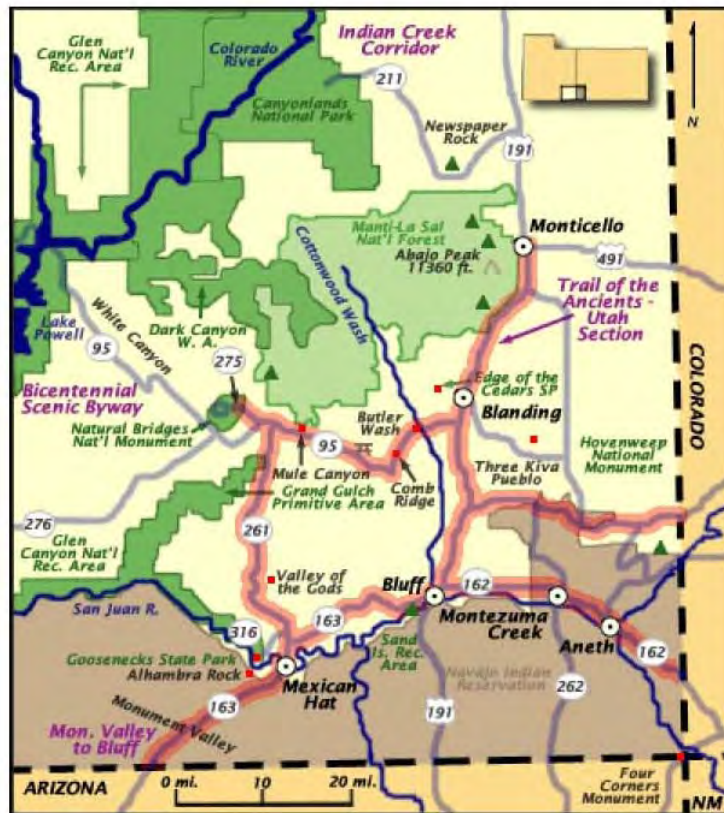 Glen
Canyon Nat'l
Rec. Area
Colorado
River
Indian Creek
Corridor
211
Canyonlands
National Park
Newspaper
Rock
191
N
Monticello
Manti-La Sal
Nat'l Forest
Abajo Peak
11360 ft.
491
Trail of the
Ancients -
Utah
Section
Cottonwood Wash
Lake
Powell
White Canyon
95
Dark Canyon
W. A.
275
Bicentennial
Scenic Byway
Natural Bridges
Nat'l Monument
Edge of the
Cedars SP
Blanding
Butler
Wash
95
Mule Canyon
Comb
Ridge
Three Kiva
Pueblo
Hovenweep
National
Monument
COLORADO
Grand Gulch
Primitive Area
276
Glen
Canyon Nat'l
Rec. Area
261
Valley of
the Gods
San Juan R.
Bluff
162
163
Montezuma
Creek
Aneth
162
316
Sand
Is. Rec.
Area
Goosenecks State Park
Alhambra Rock
Mexican
Hat
Navajo Indian
Reservation
163
Monument Valley
191
262
Mon. Valley
to Bluff
ARIZONA
0 mi.
10
20 mi.
Four
Corners
Monument
NM